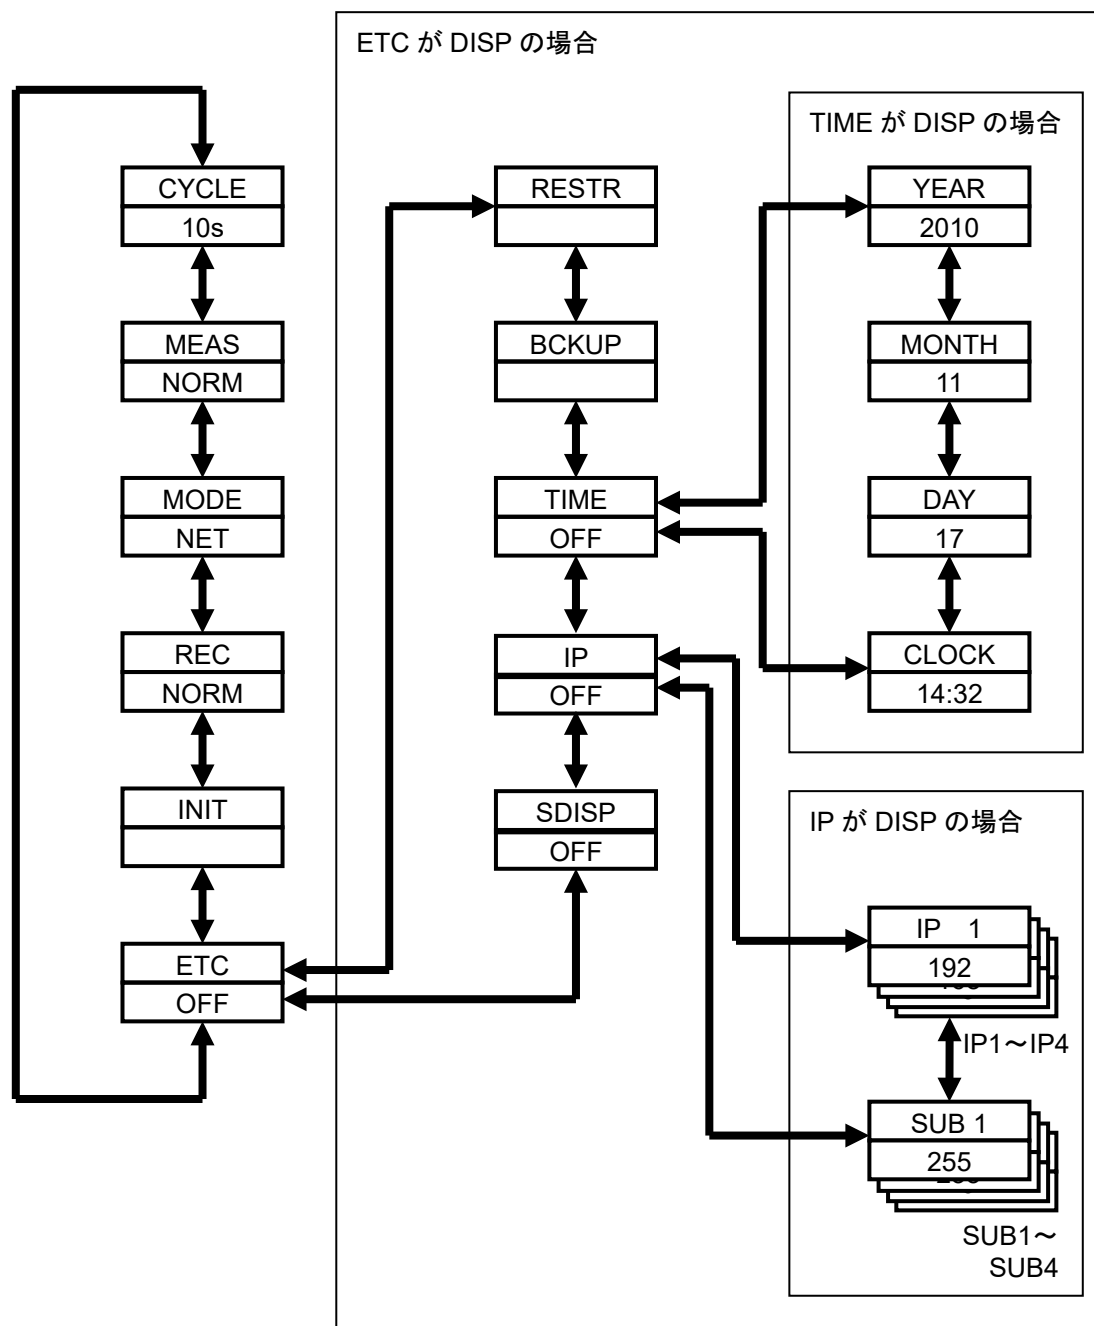 ETC が DISP の場合
CYCLE
10s
MEAS
NORM
MODE
NET
REC
NORM
INIT
ETC
OFF
RESTR
BCKUP
TIME
OFF
IP
OFF
SDISP
OFF
TIME が DISP の場合
YEAR
2010
MONTH
11
DAY
17
CLOCK
14:32
IP が DISP の場合
IP 1
192
IP1～IP4
SUB 1
255
SUB1～
SUB4